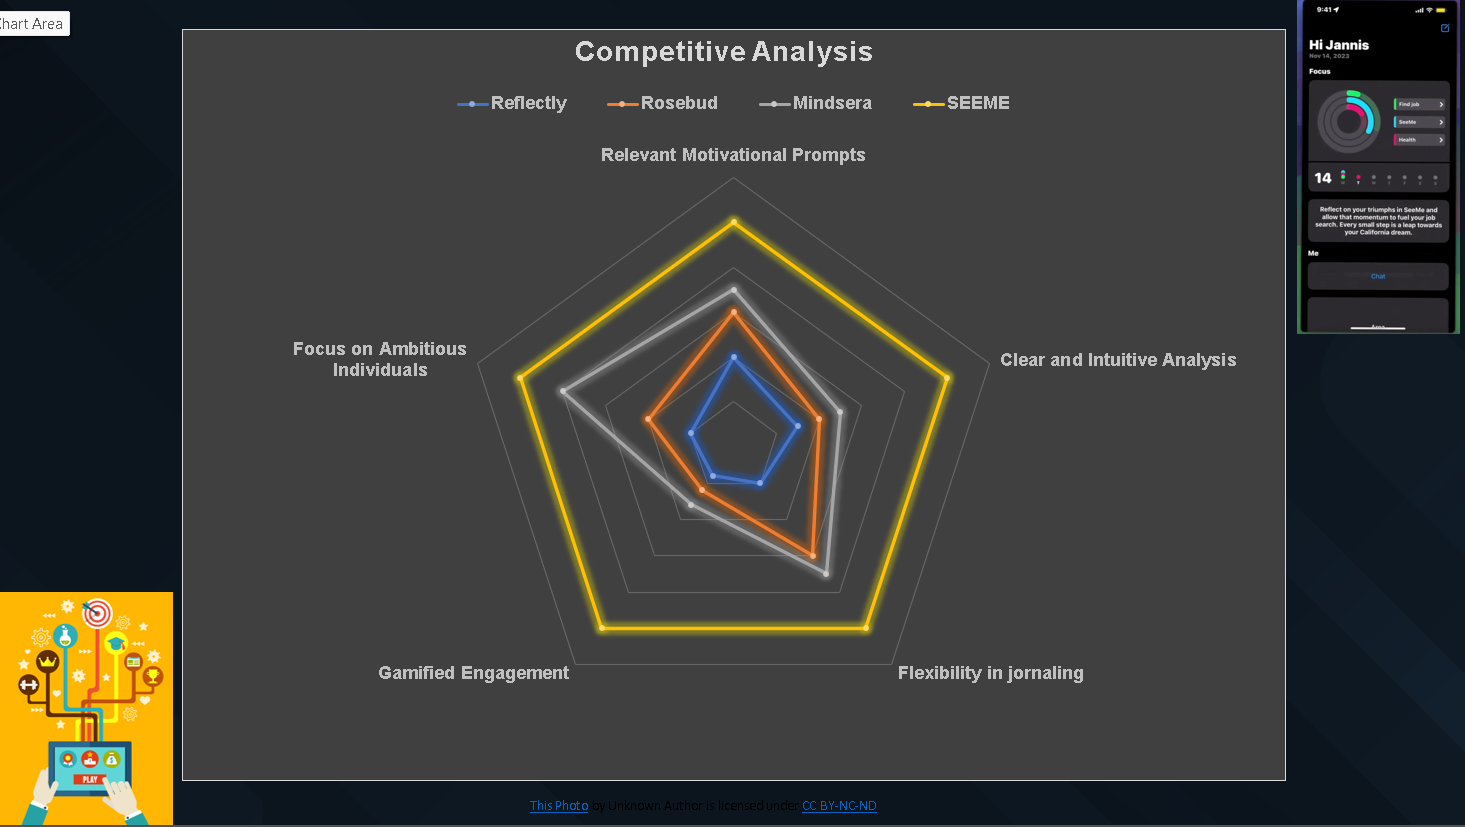 Chart Area
Competitive Analysis
Reflectly
Rosebud
Mindsera
SEEME
Relevant Motivational Prompts
Focus on Ambitious
Individuals
Clear and Intuitive Analysis
Gamified Engagement
Flexibility in jornaling
This Photo by Unknown Author is licensed under CC BY-NC-ND
9:41
Hi Jannis
Nov 14, 2023
Focus
Find job
SeeMe
Health
14
Reflect on your triumphs in SeeMe and
allow that momentum to fuel your job
search. Every small step is a leap towards
your California dream.
Me
Chat
PLAY